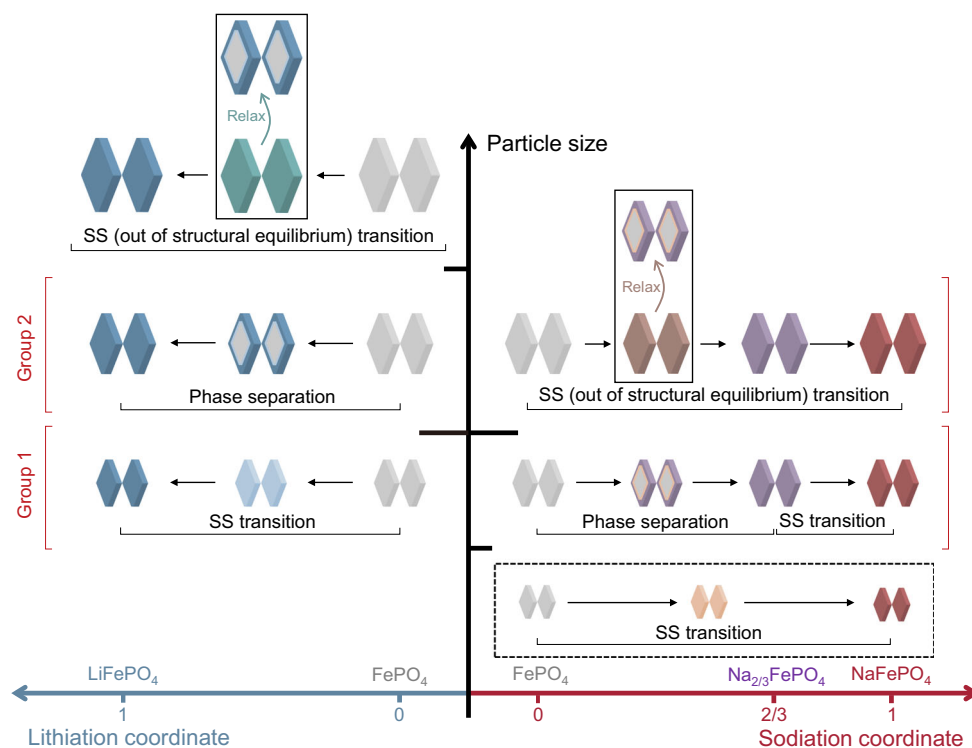 Particle size
Relax
SS (out of structural equilibrium) transition
Group 2
Phase separation
Relax
SS (out of structural equilibrium) transition
Group 1
SS transition
Phase separation
SS transition
SS transition
LiFePO₄
FePO₄
FePO₄
Na₂/₃FePO₄
NaFePO₄
1
0
0
2/3
1
Lithiation coordinate
Sodiation coordinate